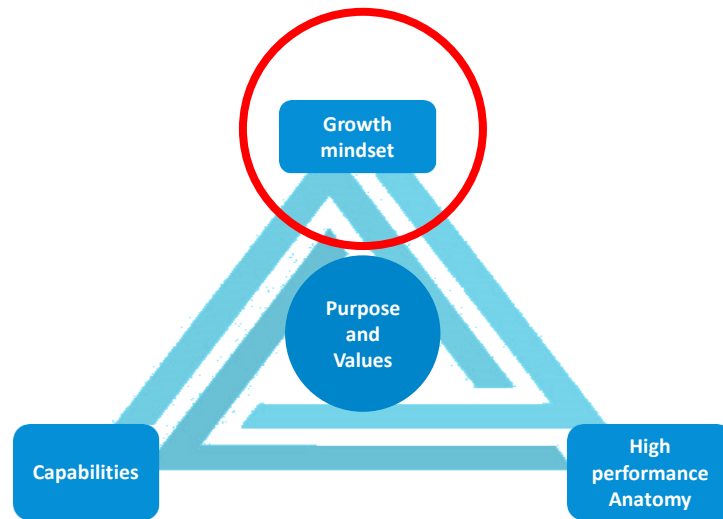 Growth
mindset
Purpose
and
Values
Capabilities
High
performance
Anatomy